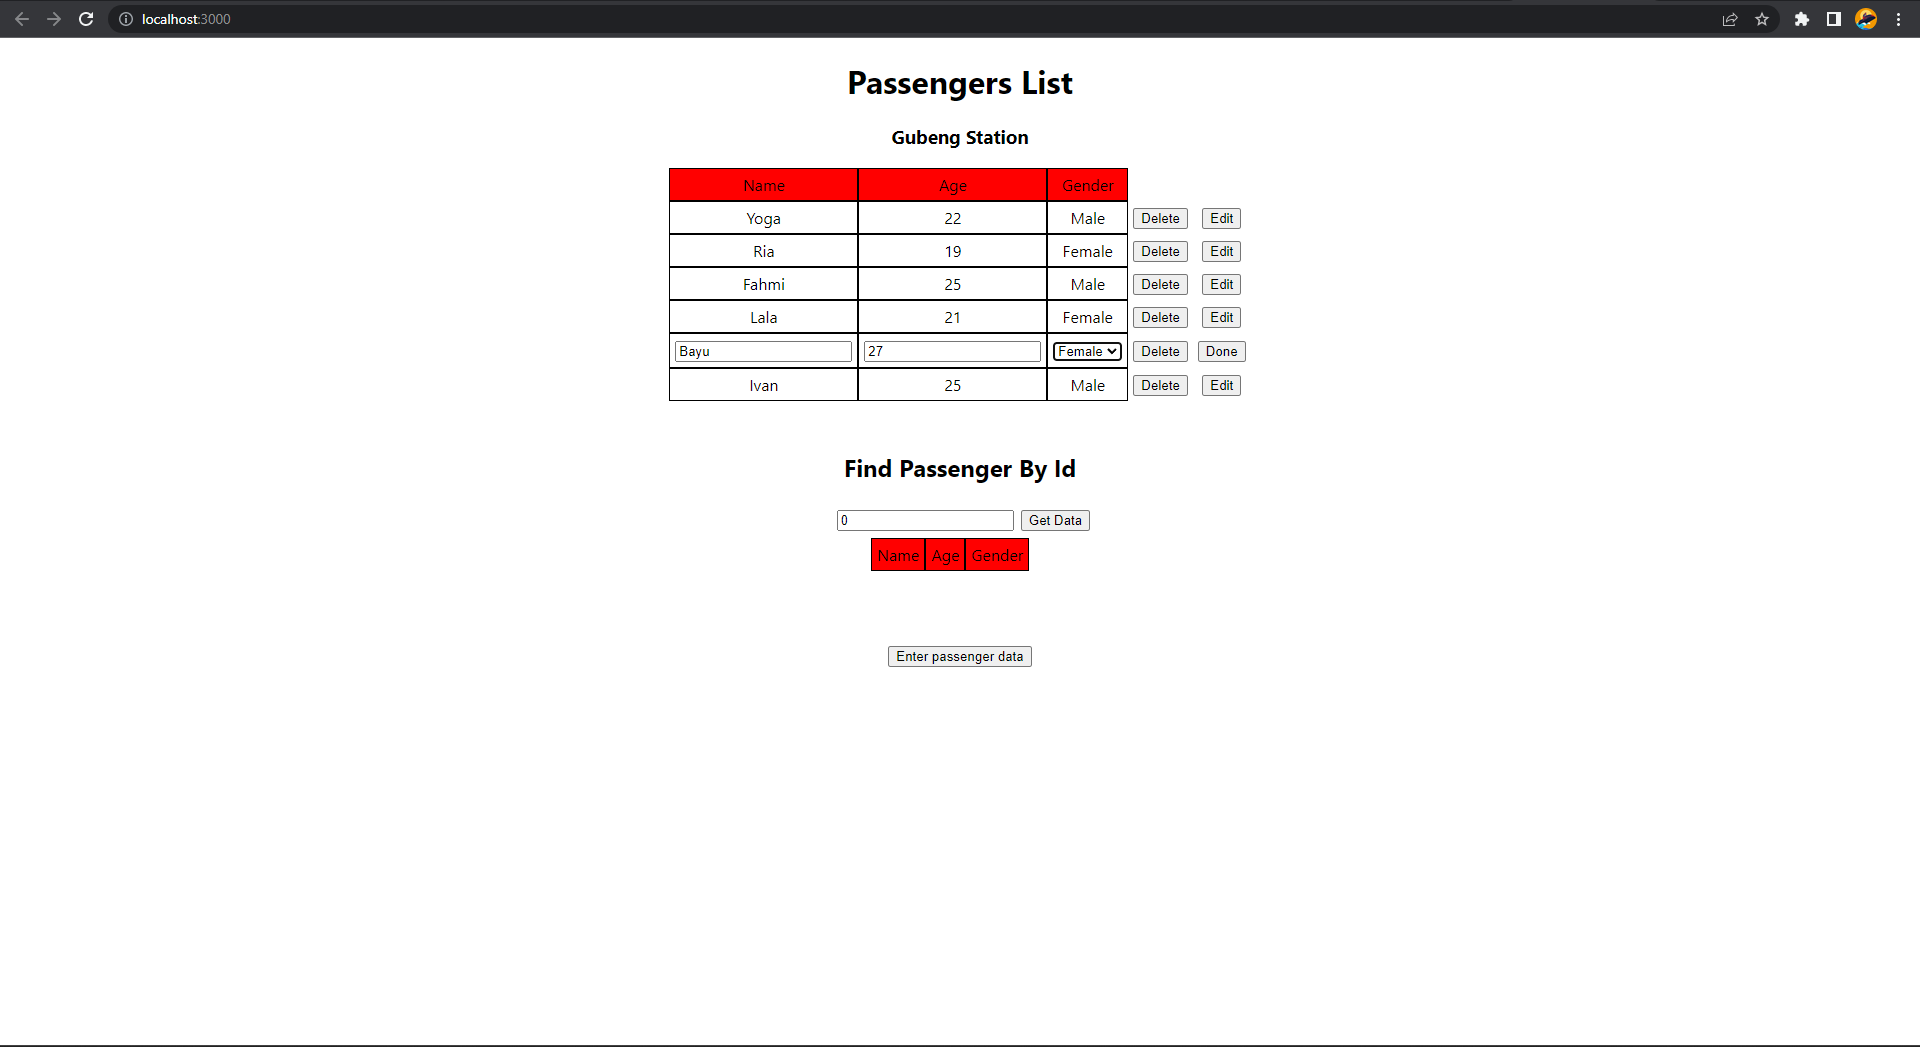 localhost:3000
Passengers List
Gubeng Station
Name Age Gender
Yoga 22 Male Delete Edit
Ria 19 Female Delete Edit
Fahmi 25 Male Delete Edit
Lala 21 Female Delete Edit
Bayu 27 Female Delete Done
Ivan 25 Male Delete Edit
Find Passenger By Id
0 Get Data
Name Age Gender
Enter passenger data